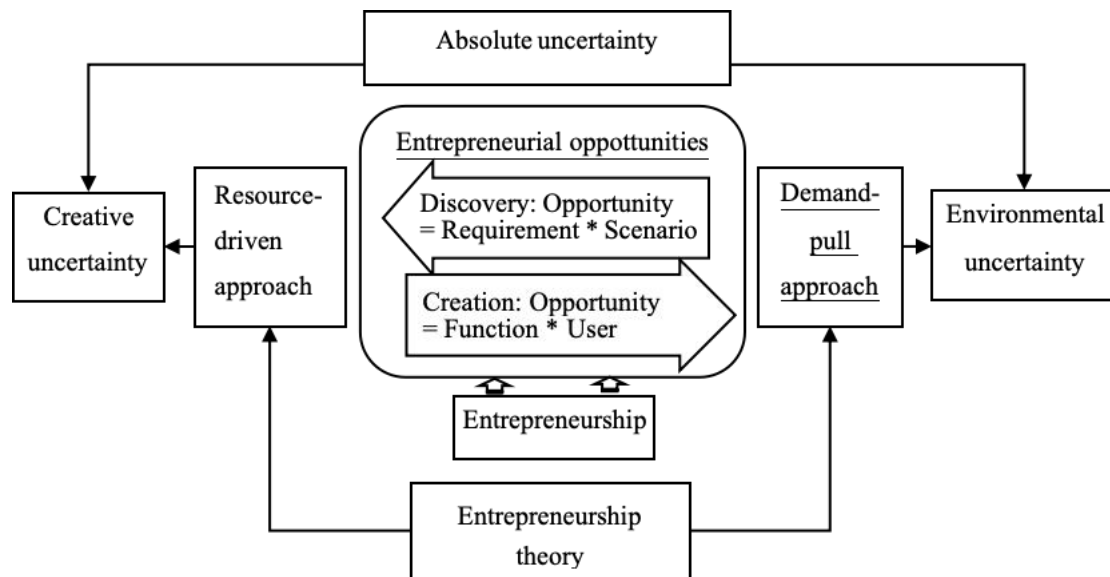 Absolute uncertainty
Entrepreneurial oppottunities
Discovery: Opportunity
= Requirement * Scenario
Creation: Opportunity
= Function * User
Creative
uncertainty
Resource-
driven
approach
Demand-
pull
approach
Environmental
uncertainty
Entrepreneurship
Entrepreneurship
theory